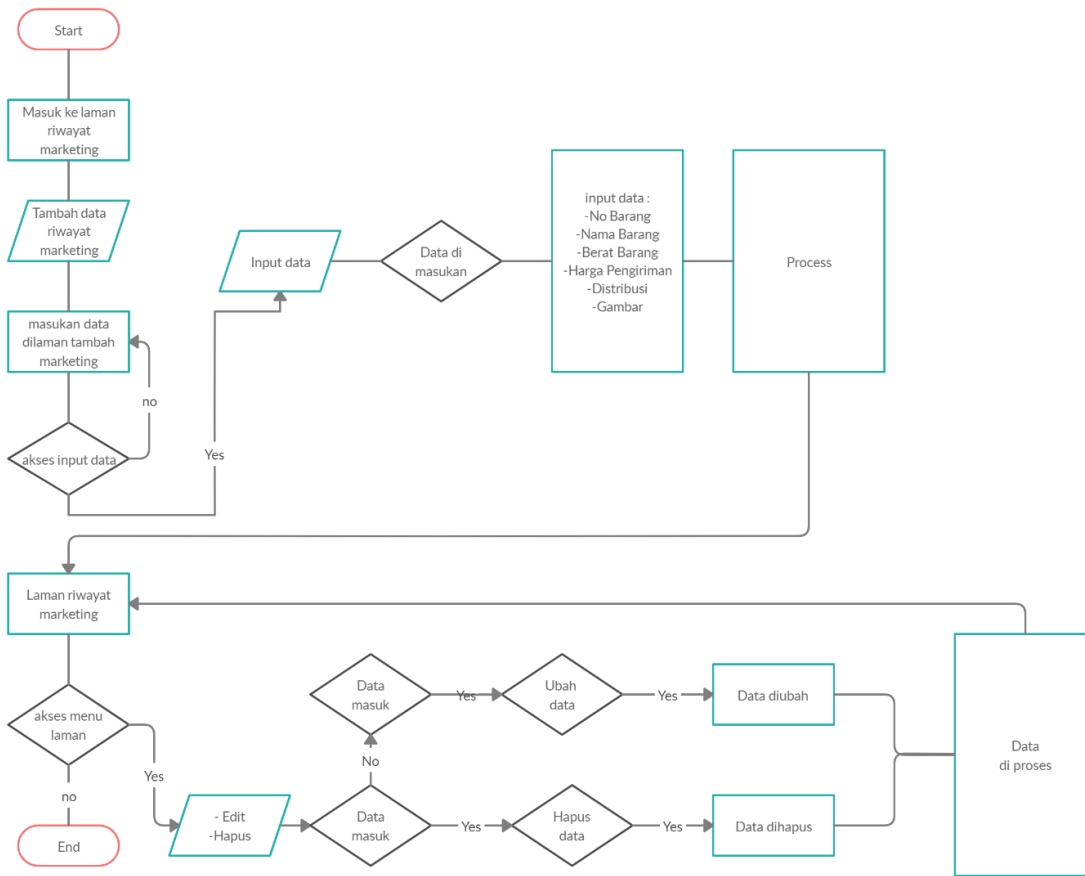 Start
Masuk ke laman
riwayat
marketing
Tambah data
riwayat
marketing
masukan data
dilaman tambah
marketing
no
akses input data
Yes
Input data
Data di
masukan
input data :
-No Barang
-Nama Barang
-Berat Barang
-Harga Pengiriman
-Distribusi
-Gambar
Process
Laman riwayat
marketing
akses menu
laman
no
End
Yes
- Edit
-Hapus
Data
masuk
No
Data
masuk
Yes
Ubah
data
Yes
Data diubah
Yes
Hapus
data
Yes
Data dihapus
Data
di proses